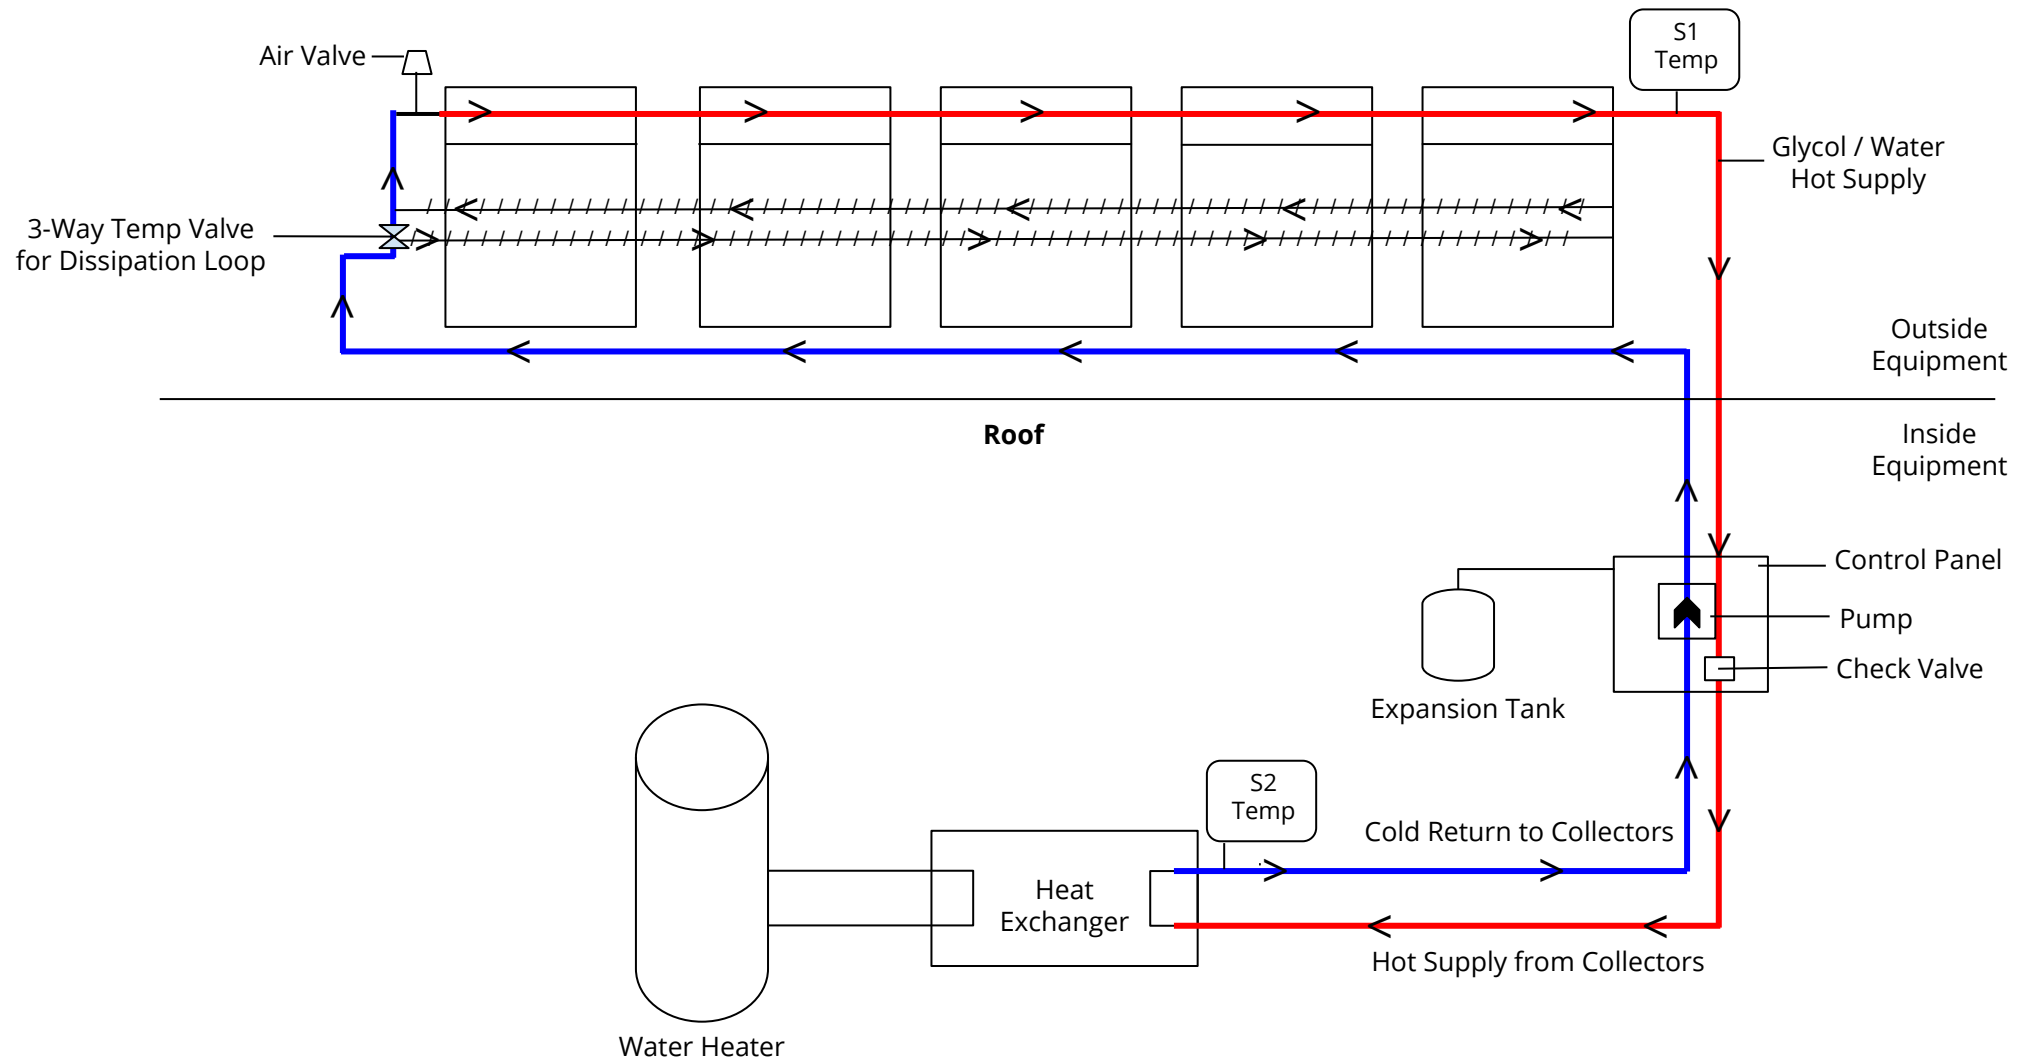 S1
Temp
Air Valve
Glycol / Water
Hot Supply
3-Way Temp Valve
for Dissipation Loop
Outside
Equipment
Roof
Inside
Equipment
Control Panel
Pump
Check Valve
Expansion Tank
S2
Temp
Cold Return to Collectors
Heat
Exchanger
Hot Supply from Collectors
Water Heater